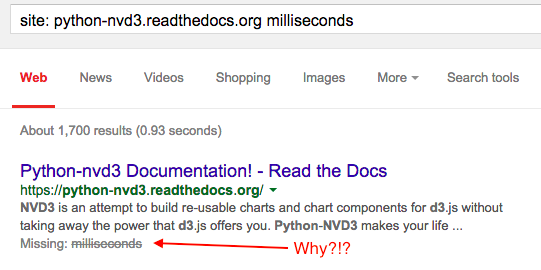 site: python-nvd3.readthedocs.org milliseconds
Web News Videos Shopping Images More Search tools
About 1,700 results (0.93 seconds)
Python-nvd3 Documentation! - Read the Docs
https://python-nvd3.readthedocs.org/
NVD3 is an attempt to build re-usable charts and chart components for d3.js without
taking away the power that d3.js offers you. Python-NVD3 makes your life ...
Missing: milliseconds
Why?!?